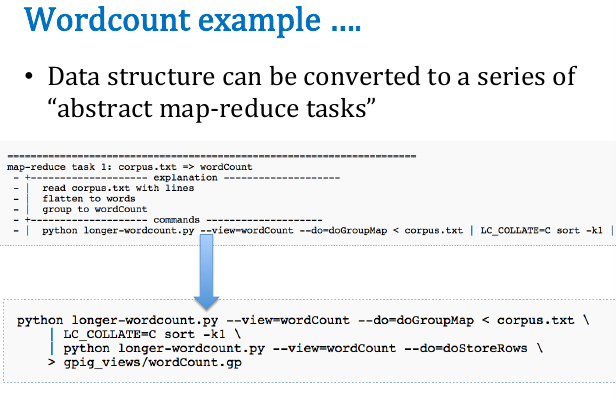 Wordcount example ....
• Data structure can be converted to a series of
“abstract map-reduce tasks”
======================================================================
map-reduce task 1: corpus.txt => wordCount
- +-------------------- explanation --------------------
- | read corpus.txt with lines
- | flatten to words
- | group to wordCount
- +-------------------- commands --------------------
- | python longer-wordcount.py --view=wordCount --do=doGroupMap < corpus.txt | LC_COLLATE=C sort -k1 |
python longer-wordcount.py --view=wordCount --do=doGroupMap < corpus.txt \
| LC_COLLATE=C sort -k1 \
| python longer-wordcount.py --view=wordCount --do=doStoreRows \
> gpig_views/wordCount.gp